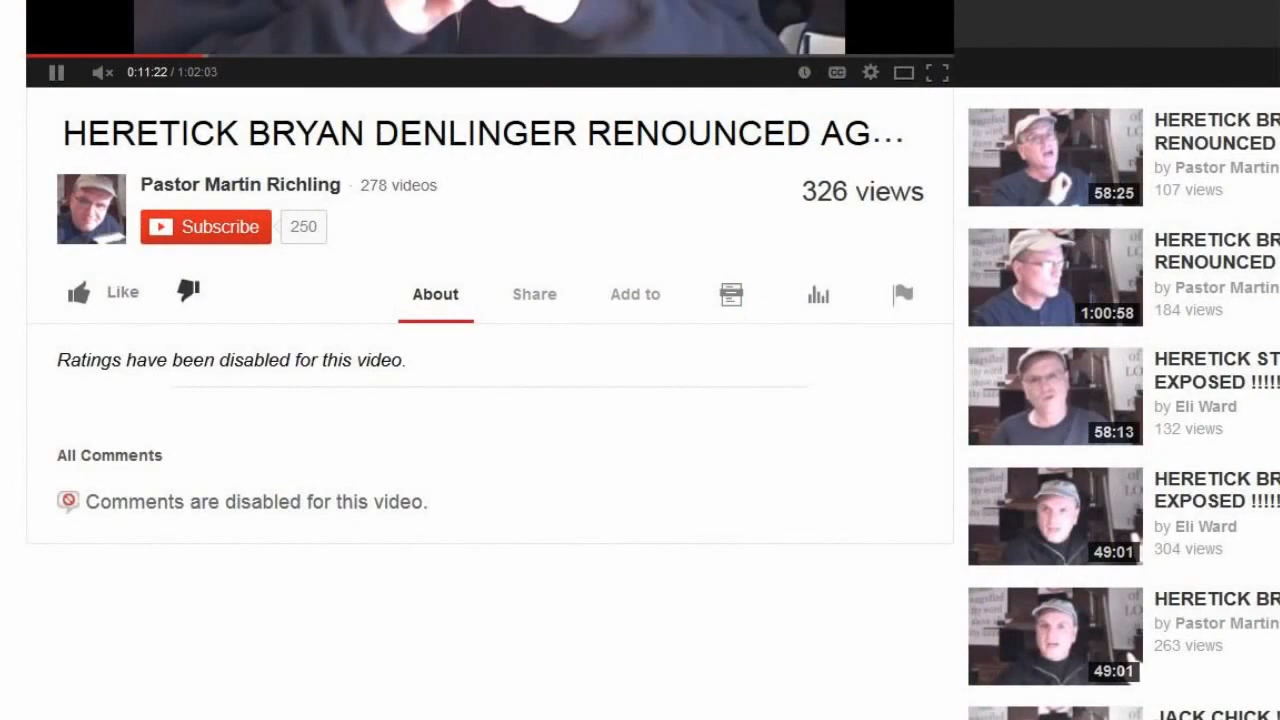 0:11:22 / 1:02:03
CC
HERETICK BRYAN DENLINGER RENOUNCED AG...
Pastor Martin Richling · 278 videos
326 views
Subscribe 250
Like
About Share Add to
Ratings have been disabled for this video.
All Comments
Comments are disabled for this video.
58:25
HERETICK BR
RENOUNCED
by Pastor Martin
107 views
1:00:58
HERETICK BR
RENOUNCED
by Pastor Martin
184 views
58:13
HERETICK ST
EXPOSED !!!!!
by Eli Ward
132 views
49:01
HERETICK BR
EXPOSED !!!!!
by Eli Ward
304 views
49:01
HERETICK BR
by Pastor Martin
263 views
JACK CHICK